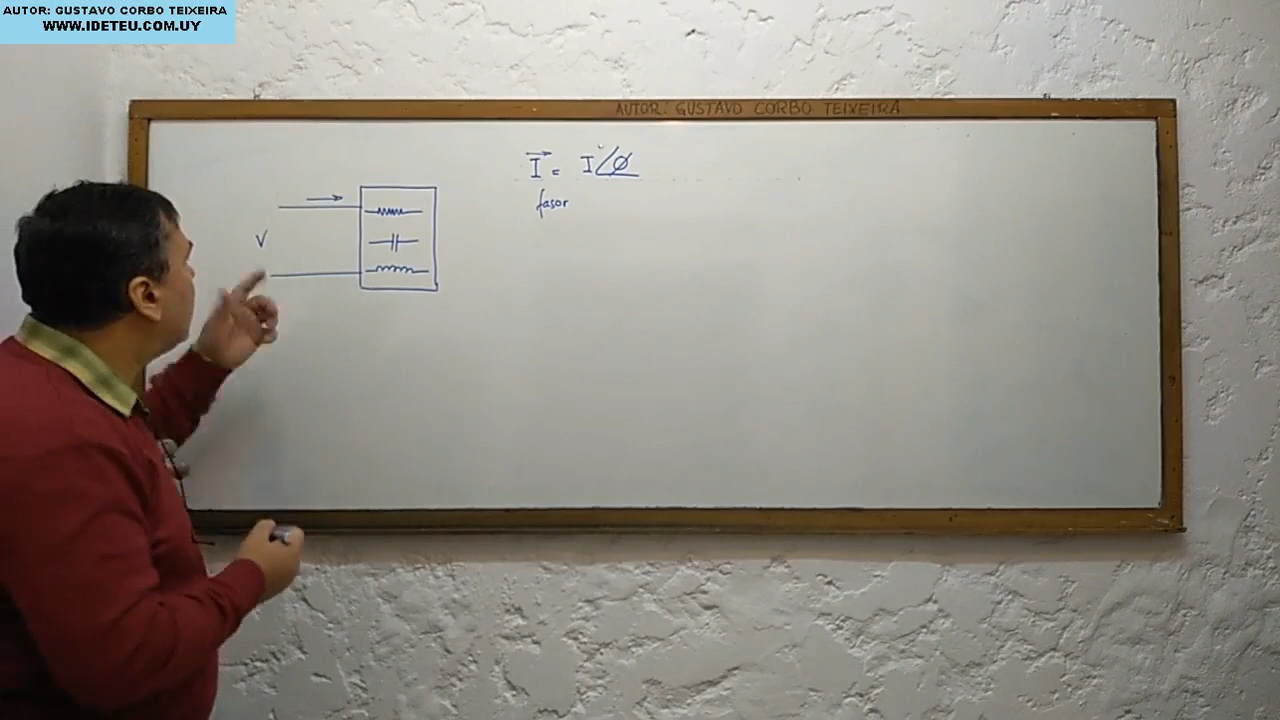 AUTOR: GUSTAVO CORBO TEIXEIRA
WWW.IDETEU.COM.UY
AUTOR: GUSTAVO CORBO TEIXEIRA
I⃗ = I∠Ø
fasor
V